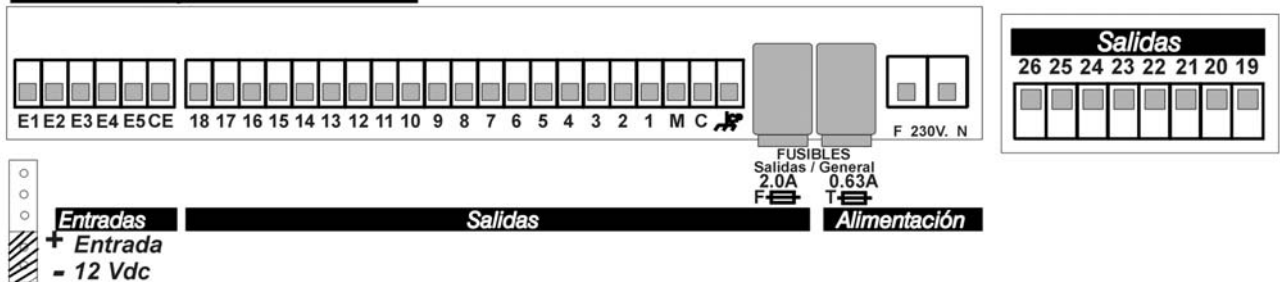 Salidas
26 25 24 23 22 21 20 19
E1 E2 E3 E4 E5 CE 18 17 16 15 14 13 12 11 10 9 8 7 6 5 4 3 2 1 M C
F 230V. N
FUSIBLES
Salidas / General
2.0A 0.63A
F T
Entradas Salidas Alimentación
+ Entrada
- 12 Vdc